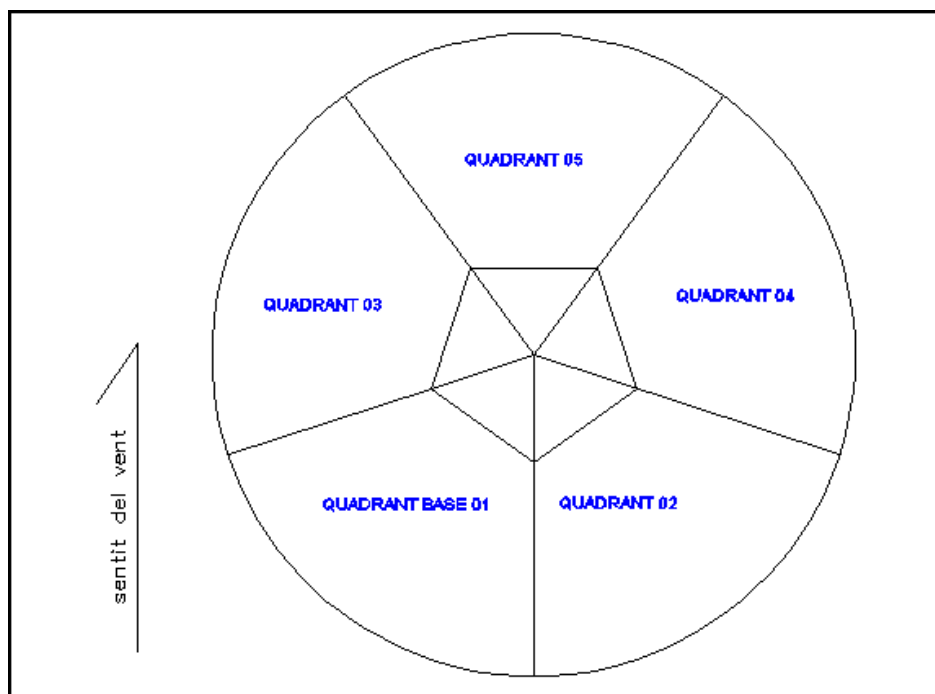 QUADRANT 05
QUADRANT 03
QUADRANT 04
QUADRANT BASE 01
QUADRANT 02
sentit del vent